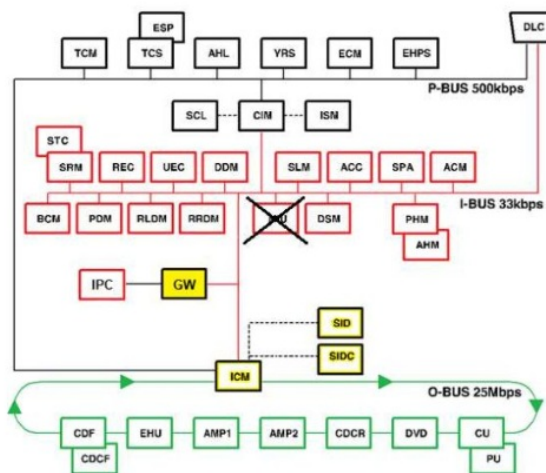 ESP
DLC
TCM TCS AHL YRS ECM EHPS
P-BUS 500kbps
SCL CIM ISM
STC
SRM REC UEC DDM SLM ACC SPA ACM
I-BUS 33kbps
BCM PDM RLDM RRDM DSM PHM
AHM
IPC GW
SID
SIDC
ICM
O-BUS 25Mbps
CDF EHU AMP1 AMP2 CDCR DVD CU
CDCF PU